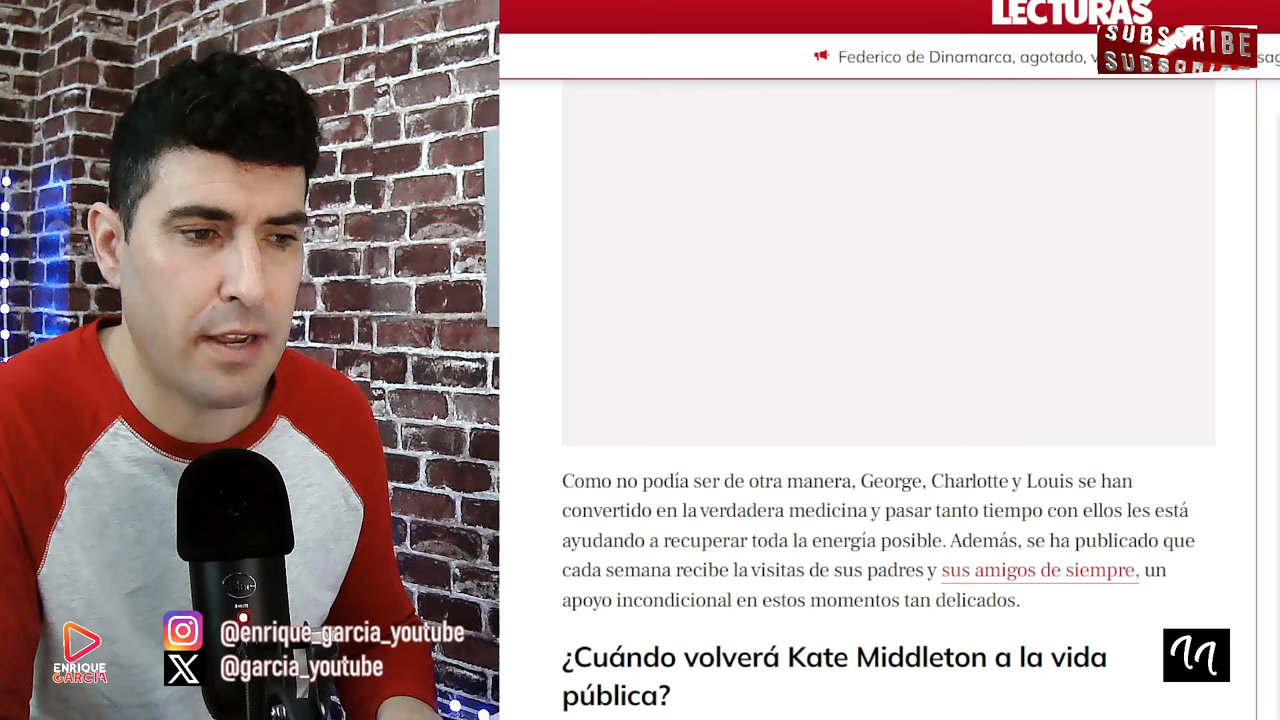 LECTURAS
SUBSCRIBE
SUBSCRIBE
Federico de Dinamarca, agotado,
Como no podía ser de otra manera, George, Charlotte y Louis se han
convertido en la verdadera medicina y pasar tanto tiempo con ellos les está
ayudando a recuperar toda la energía posible. Además, se ha publicado que
cada semana recibe la visitas de sus padres y sus amigos de siempre, un
apoyo incondicional en estos momentos tan delicados.
¿Cuándo volverá Kate Middleton a la vida
pública?
Blue
MUTE
@enrique_garcia_youtube
@garcia_youtube
ENRIQUE
GARCIA